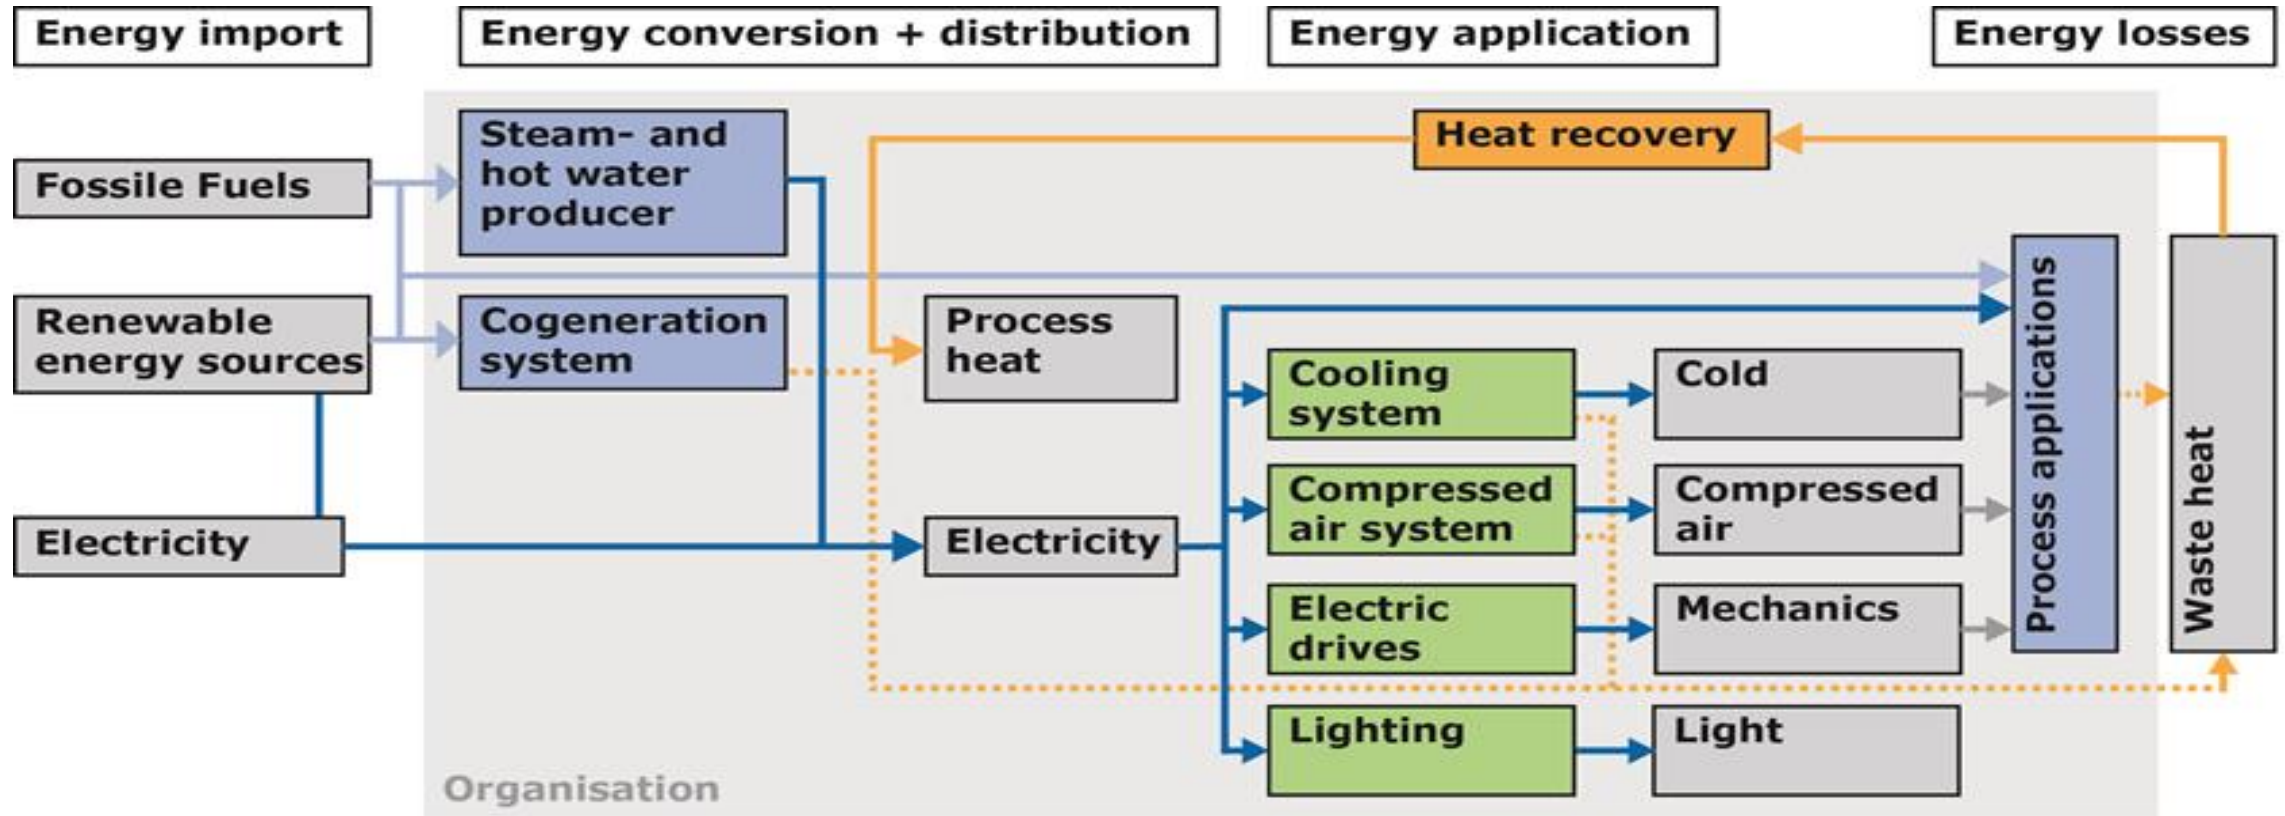 Energy import
Energy conversion + distribution
Energy application
Energy losses
Steam- and
hot water
producer
Heat recovery
Fossile Fuels
Renewable
energy sources
Cogeneration
system
Process
heat
Cooling
system
Cold
Compressed
air system
Compressed
air
Electricity
Electricity
Electric
drives
Mechanics
Lighting
Light
Process applications
Waste heat
Organisation